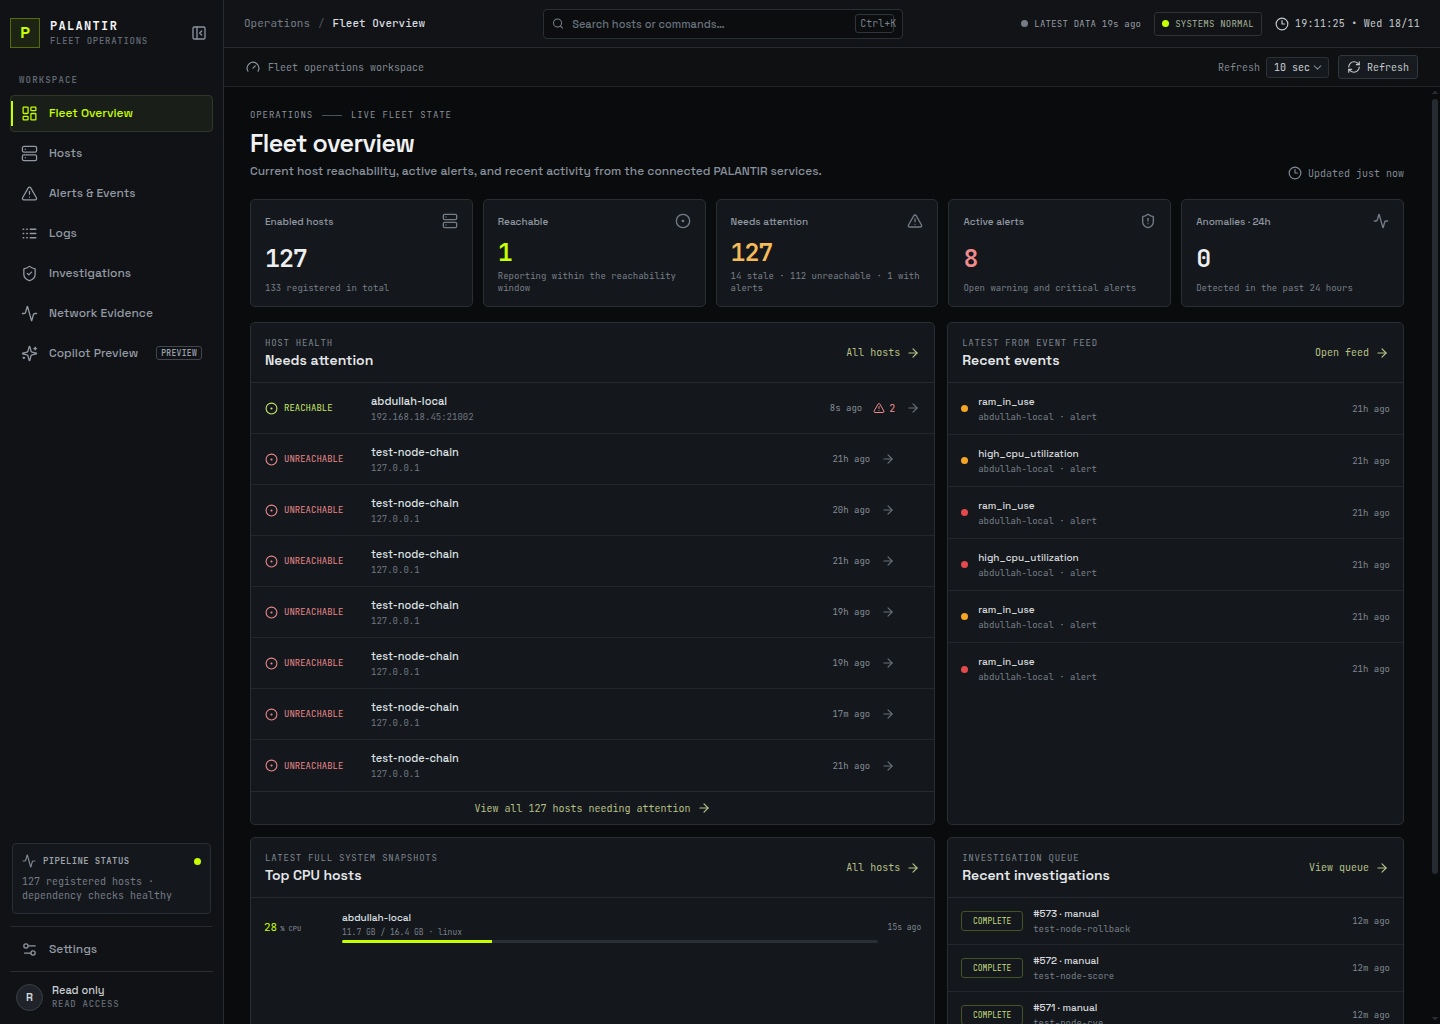 P
PALANTIR
FLEET OPERATIONS
WORKSPACE
Fleet Overview
Hosts
Alerts & Events
Logs
Investigations
Network Evidence
Copilot Preview PREVIEW
PIPELINE STATUS
127 registered hosts ·
dependency checks healthy
Settings
R
Read only
READ ACCESS
Operations / Fleet Overview
Search hosts or commands...
Ctrl+K
LATEST DATA 19s ago
SYSTEMS NORMAL
19:11:25 • Wed 18/11
Fleet operations workspace
Refresh 10 sec
Refresh
OPERATIONS — LIVE FLEET STATE
Fleet overview
Current host reachability, active alerts, and recent activity from the connected PALANTIR services.
Updated just now
Enabled hosts
127
133 registered in total
Reachable
1
Reporting within the reachability
window
Needs attention
127
14 stale · 112 unreachable · 1 with
alerts
Active alerts
8
Open warning and critical alerts
Anomalies · 24h
0
Detected in the past 24 hours
HOST HEALTH
Needs attention
All hosts
REACHABLE
abdullah-local
192.168.18.45:21002
8s ago
2
UNREACHABLE
test-node-chain
127.0.0.1
21h ago
UNREACHABLE
test-node-chain
127.0.0.1
20h ago
UNREACHABLE
test-node-chain
127.0.0.1
21h ago
UNREACHABLE
test-node-chain
127.0.0.1
19h ago
UNREACHABLE
test-node-chain
127.0.0.1
19h ago
UNREACHABLE
test-node-chain
127.0.0.1
17m ago
UNREACHABLE
test-node-chain
127.0.0.1
21h ago
View all 127 hosts needing attention
LATEST FROM EVENT FEED
Recent events
Open feed
ram_in_use
abdullah-local · alert
21h ago
high_cpu_utilization
abdullah-local · alert
21h ago
ram_in_use
abdullah-local · alert
21h ago
high_cpu_utilization
abdullah-local · alert
21h ago
ram_in_use
abdullah-local · alert
21h ago
ram_in_use
abdullah-local · alert
21h ago
LATEST FULL SYSTEM SNAPSHOTS
Top CPU hosts
All hosts
28 % CPU
abdullah-local
11.7 GB / 16.4 GB · linux
15s ago
INVESTIGATION QUEUE
Recent investigations
View queue
COMPLETE
#573 · manual
test-node-rollback
12m ago
COMPLETE
#572 · manual
test-node-score
12m ago
COMPLETE
#571 · manual
test-node-cve
12m ago